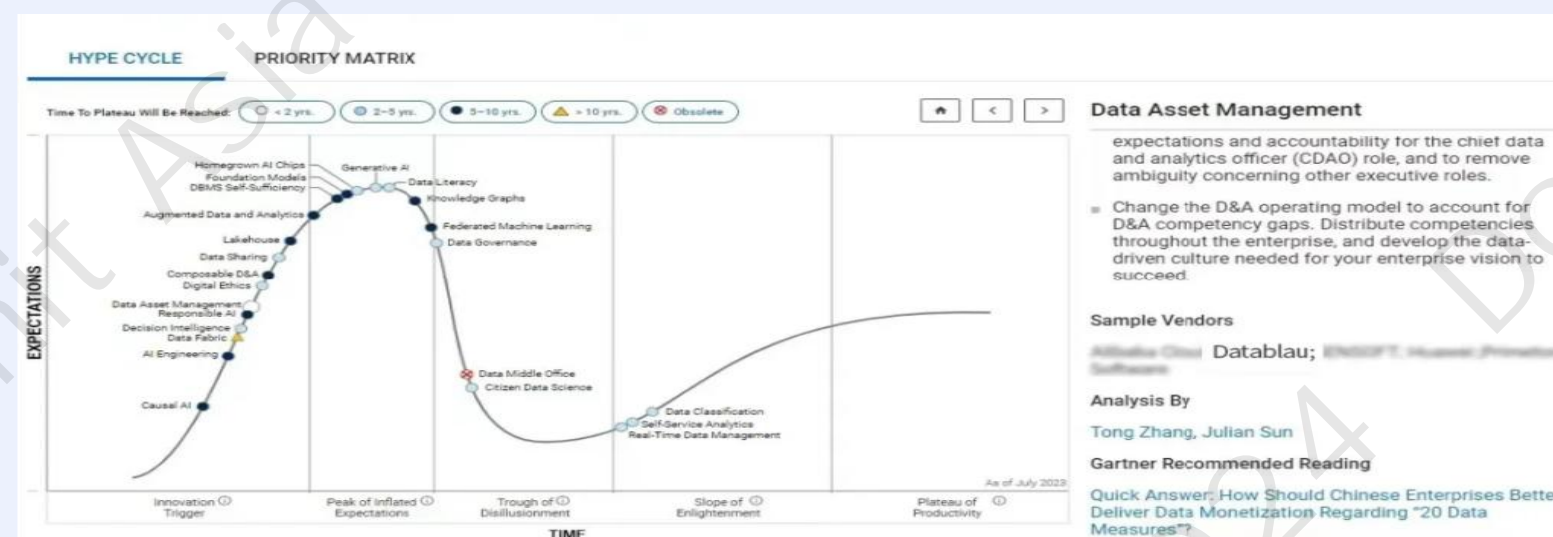 HYPE CYCLE
PRIORITY MATRIX
Time To Plateau Will Be Reached:
< 2 yrs.
2–5 yrs.
5–10 yrs.
> 10 yrs.
Obsolete
EXPECTATIONS
Homegrown AI Chips
Foundation Models
DBMS Self-Sufficiency
Generative AI
Data Literacy
Knowledge Graphs
Augmented Data and Analytics
Federated Machine Learning
Lakehouse
Data Governance
Data Sharing
Composable D&A
Digital Ethics
Data Asset Management
Responsible AI
Decision Intelligence
Data Fabric
AI Engineering
Data Middle Office
Citizen Data Science
Causal AI
Data Classification
Self-Service Analytics
Real-Time Data Management
As of July 2023
Innovation
Trigger
Peak of Inflated
Expectations
Trough of
Disillusionment
Slope of
Enlightenment
Plateau of
Productivity
TIME
Data Asset Management
expectations and accountability for the chief data
and analytics officer (CDAO) role, and to remove
ambiguity concerning other executive roles.
Change the D&A operating model to account for
D&A competency gaps. Distribute competencies
throughout the enterprise, and develop the data-
driven culture needed for your enterprise vision to
succeed.
Sample Vendors
Datablau;
Analysis By
Tong Zhang, Julian Sun
Gartner Recommended Reading
Quick Answer: How Should Chinese Enterprises Bette
Deliver Data Monetization Regarding "20 Data
Measures"?
Asia
2024